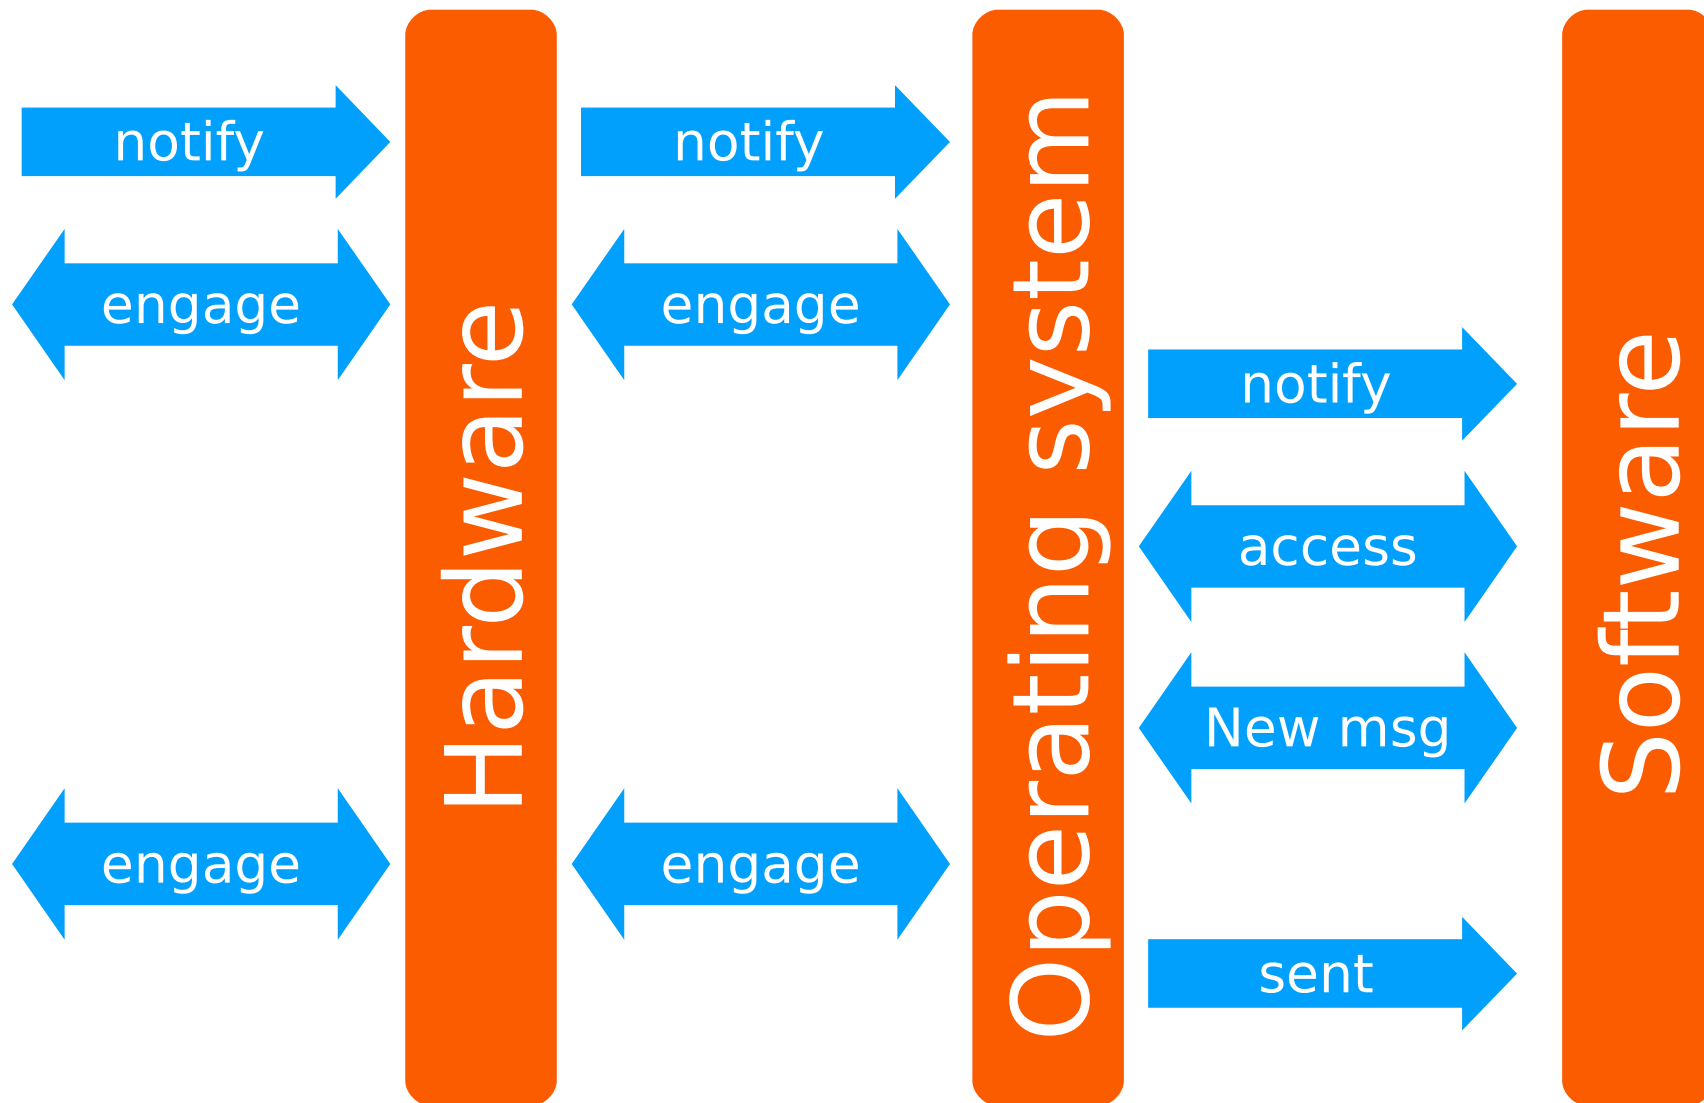 notify
engage
engage
Hardware
notify
engage
engage
Operating system
notify
access
New msg
sent
Software